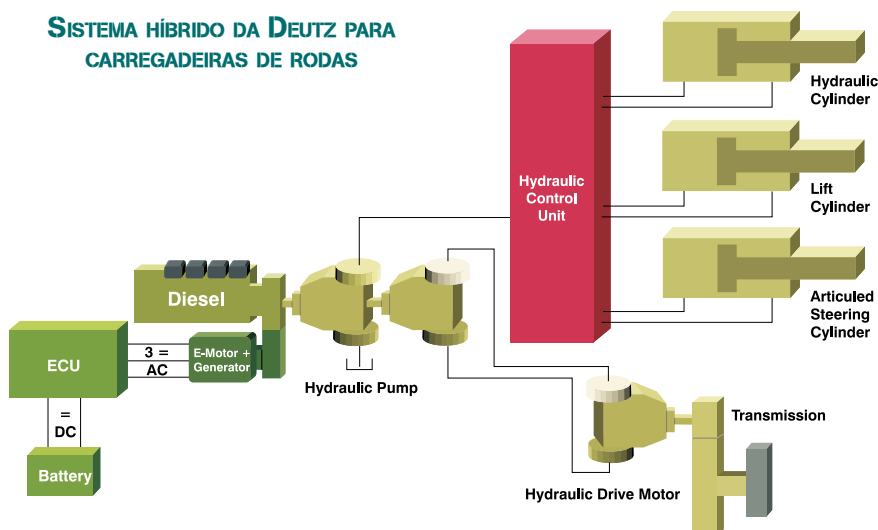 SISTEMA HÍBRIDO DA DEUTZ PARA
CARREGADEIRAS DE RODAS
Hydraulic
Cylinder
Hydraulic
Control
Unit
Lift
Cylinder
Articuled
Steering
Cylinder
Diesel
ECU
3 =
AC
E-Motor +
Generator
Hydraulic Pump
=
DC
Battery
Transmission
Hydraulic Drive Motor